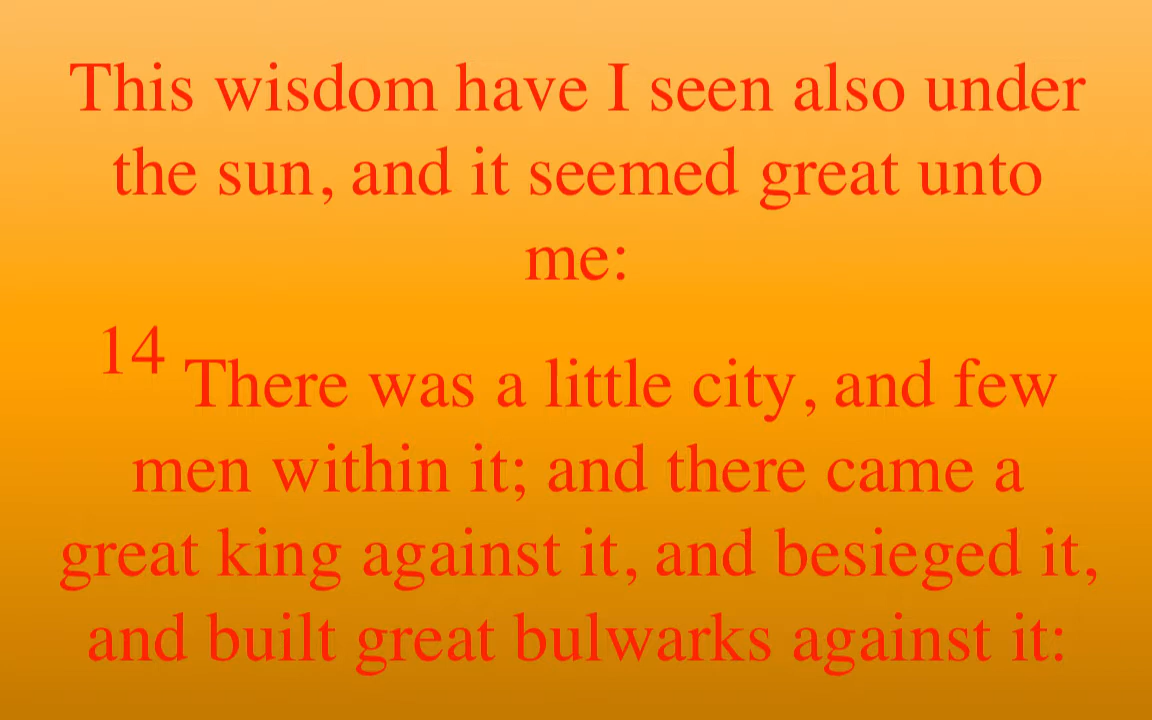 This wisdom have I seen also under
the sun, and it seemed great unto
me:
14 There was a little city, and few
men within it; and there came a
great king against it, and besieged it,
and built great bulwarks against it: